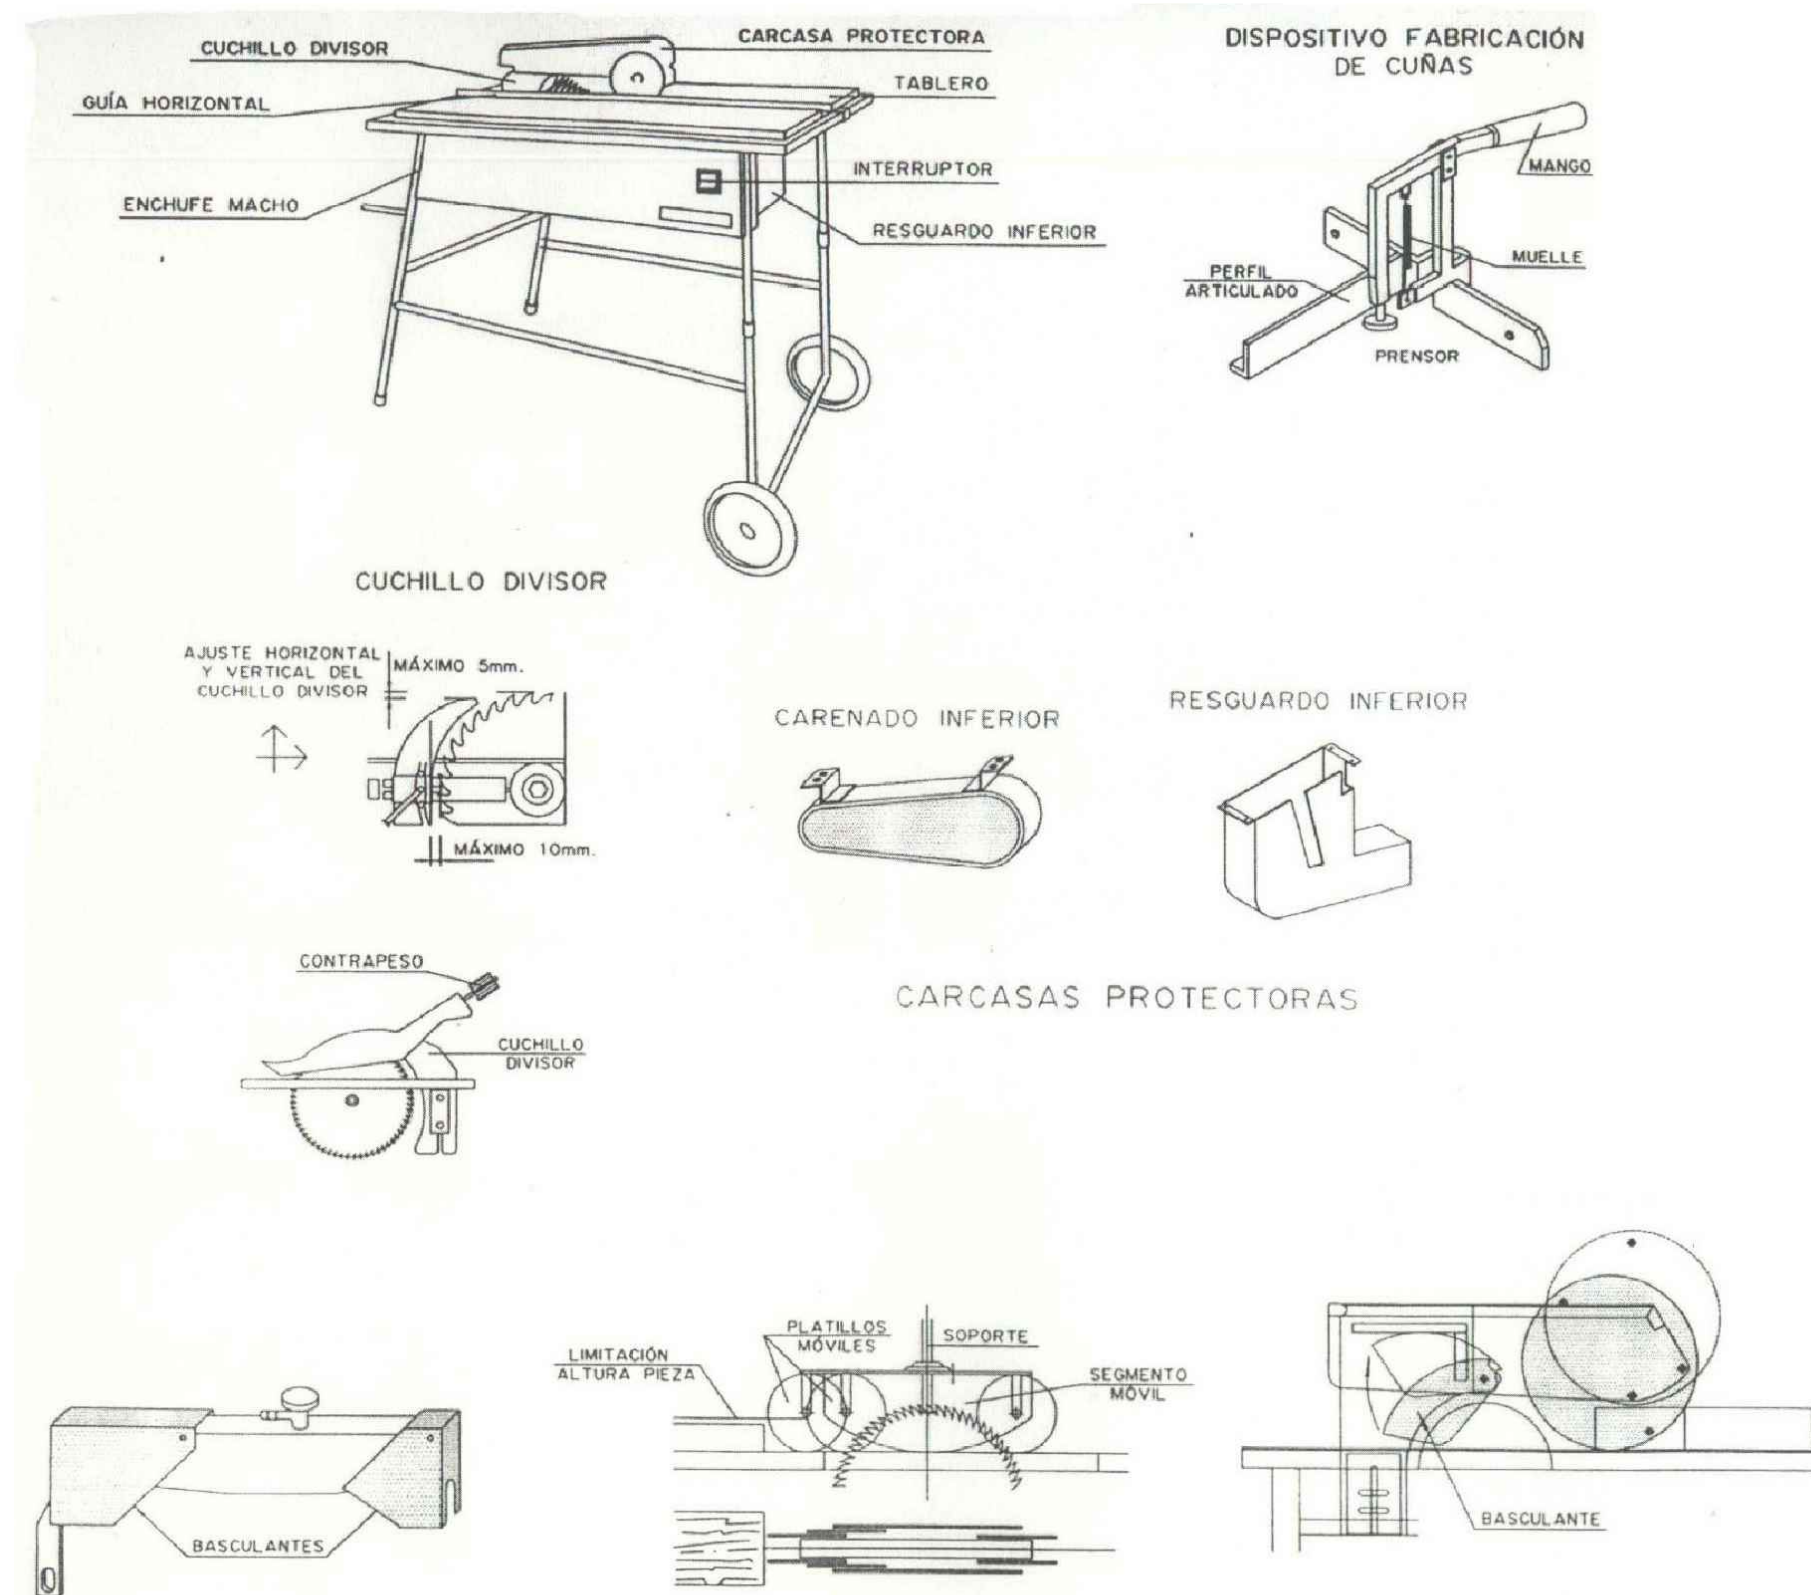 CUCHILLO DIVISOR
CARCASA PROTECTORA
TABLERO
GUÍA HORIZONTAL
INTERRUPTOR
ENCHUFE MACHO
RESGUARDO INFERIOR
DISPOSITIVO FABRICACIÓN
DE CUÑAS
MANGO
MUELLE
PERFIL
ARTICULADO
PRENSOR
CUCHILLO DIVISOR
AJUSTE HORIZONTAL
Y VERTICAL DEL
CUCHILLO DIVISOR
MÁXIMO 5mm.
MÁXIMO 10mm.
CARENADO INFERIOR
RESGUARDO INFERIOR
CONTRAPESO
CUCHILLO
DIVISOR
CARCASAS PROTECTORAS
BASCULANTES
PLATILLOS
MÓVILES
SOPORTE
LIMITACIÓN
ALTURA PIEZA
SEGMENTO
MÓVIL
BASCULANTE